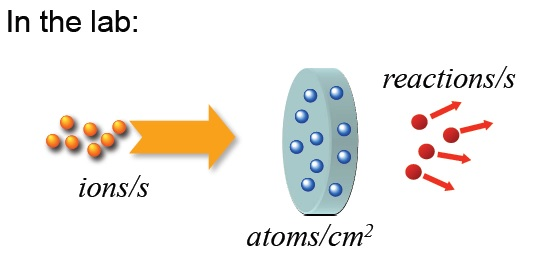 In the lab:
reactions/s
ions/s
atoms/cm²